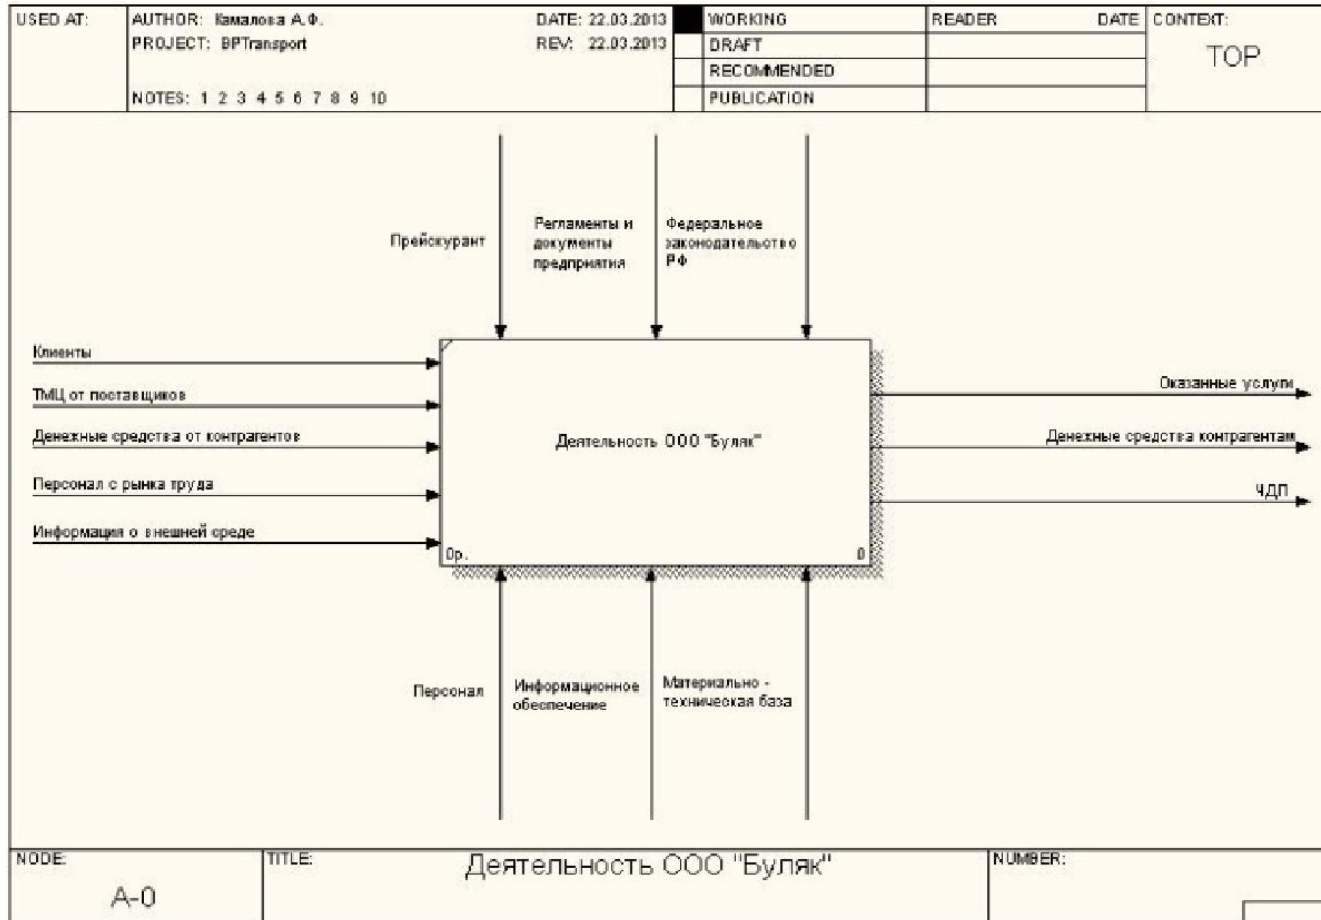 USED AT:
AUTHOR: Камалова А.Ф.
DATE: 22.03.2013
WORKING
READER
DATE
CONTEXT:
PROJECT: BPTransport
REV: 22.03.2013
DRAFT
TOP
RECOMMENDED
NOTES: 1 2 3 4 5 6 7 8 9 10
PUBLICATION
Прейскурант
Регламенты и
документы
предприятия
Федеральное
законодательство
РФ
Клиенты
ТМЦ от поставщиков
Денежные средства от контрагентов
Персонал с рынка труда
Информация о внешней среде
Деятельность ООО "Буляк"
0р.
0
Оказанные услуги
Денежные средства контрагентам
ЧДП
Персонал
Информационное
обеспечение
Материально -
техническая база
NODE:
A-0
TITLE:
Деятельность ООО "Буляк"
NUMBER: